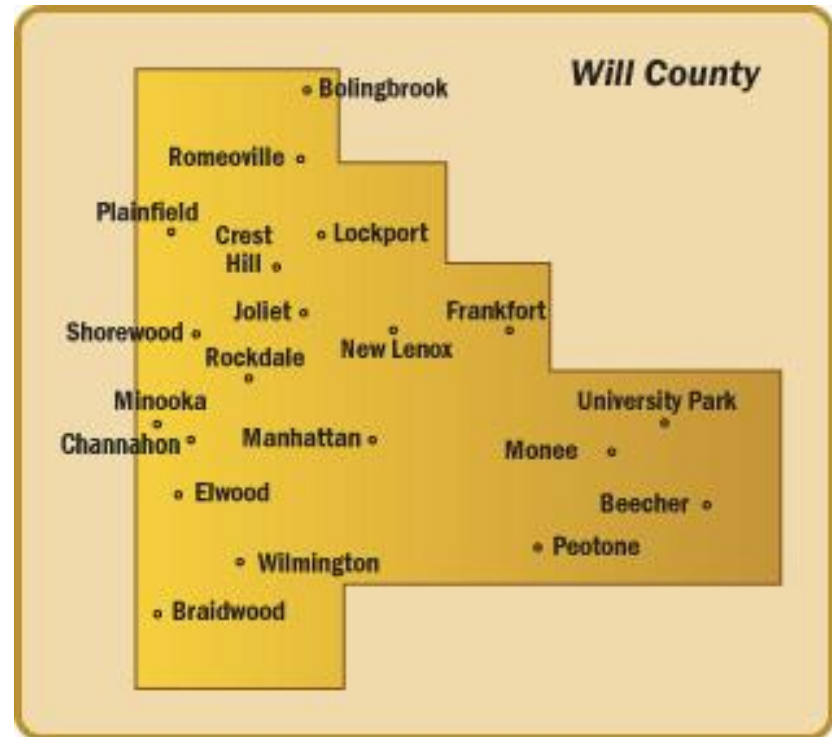 Will County
Bolingbrook
Romeoville
Plainfield
Crest
Hill
Lockport
Joliet
Frankfort
Shorewood
New Lenox
Rockdale
Minooka
University Park
Channahon
Manhattan
Monee
Elwood
Beecher
Peotone
Wilmington
Braidwood